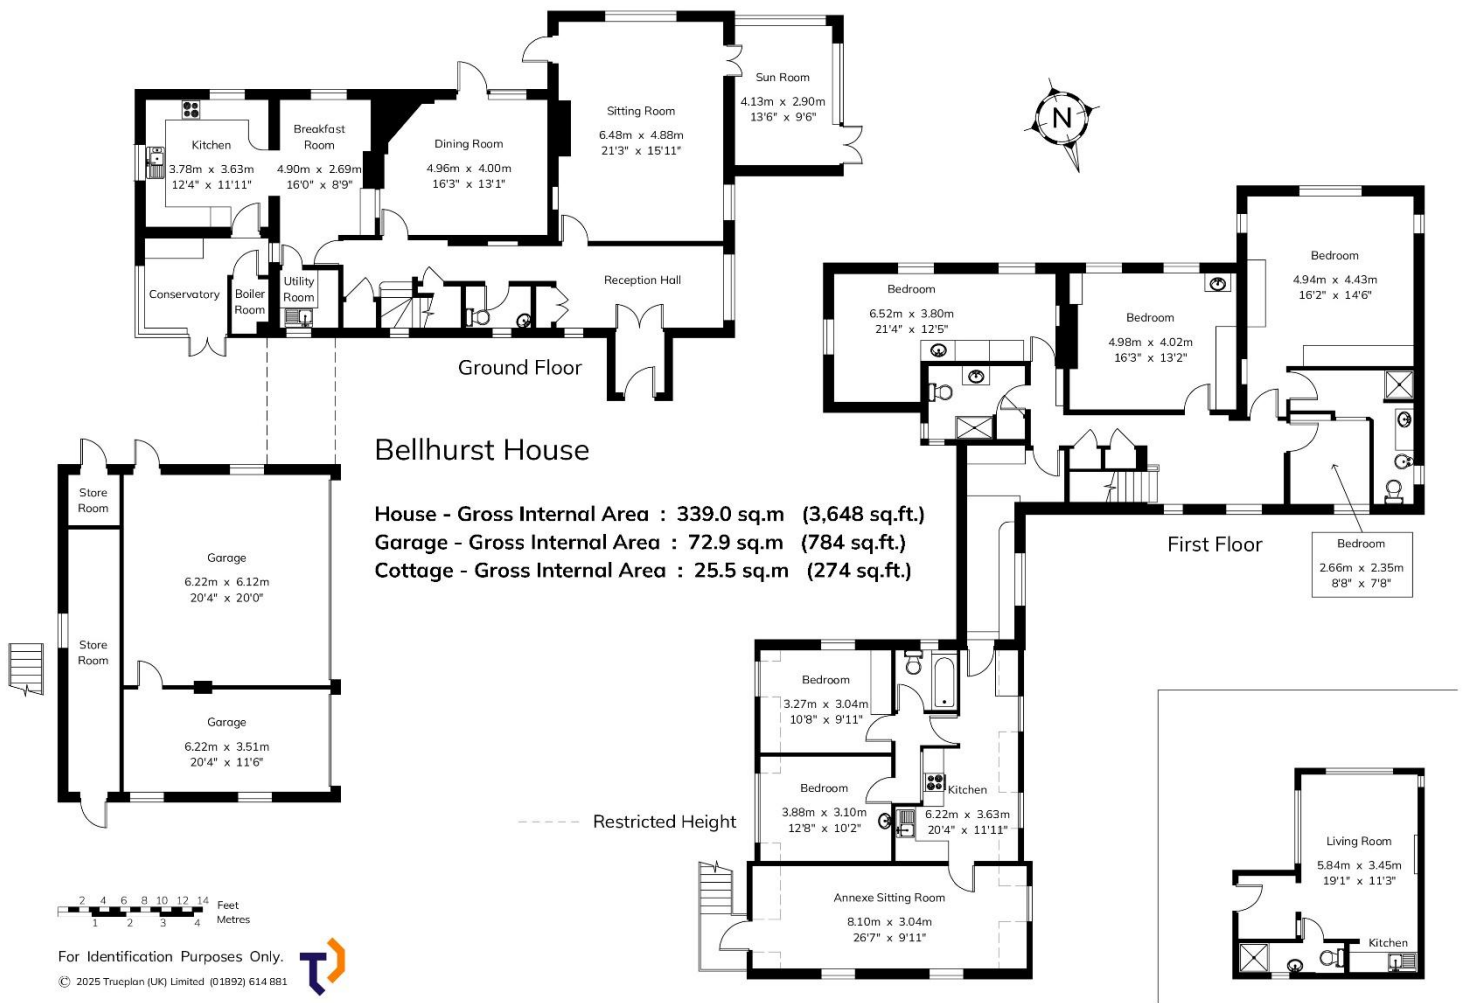 Sun Room
4.13m x 2.90m
13'6" x 9'6"
Sitting Room
6.48m x 4.88m
21'3" x 15'11"
N
Kitchen
3.78m x 3.63m
12'4" x 11'11"
Breakfast
Room
4.90m x 2.69m
16'0" x 8'9"
Dining Room
4.96m x 4.00m
16'3" x 13'1"
Conservatory
Boiler
Room
Utility
Room
Reception Hall
Ground Floor
Bedroom
6.52m x 3.80m
21'4" x 12'5"
Bedroom
4.98m x 4.02m
16'3" x 13'2"
Bedroom
4.94m x 4.43m
16'2" x 14'6"
First Floor
Bedroom
2.66m x 2.35m
8'8" x 7'8"
Bellhurst House
House - Gross Internal Area : 339.0 sq.m (3,648 sq.ft.)
Garage - Gross Internal Area : 72.9 sq.m (784 sq.ft.)
Cottage - Gross Internal Area : 25.5 sq.m (274 sq.ft.)
Store
Room
Garage
6.22m x 6.12m
20'4" x 20'0"
Store
Room
Garage
6.22m x 3.51m
20'4" x 11'6"
Bedroom
3.27m x 3.04m
10'8" x 9'11"
Bedroom
3.88m x 3.10m
12'8" x 10'2"
Kitchen
6.22m x 3.63m
20'4" x 11'11"
Restricted Height
Annexe Sitting Room
8.10m x 3.04m
26'7" x 9'11"
Living Room
5.84m x 3.45m
19'1" x 11'3"
Kitchen
2 4 6 8 10 12 14 Feet
1 2 3 4 Metres
For Identification Purposes Only.
© 2025 Trueplan (UK) Limited (01892) 614 881